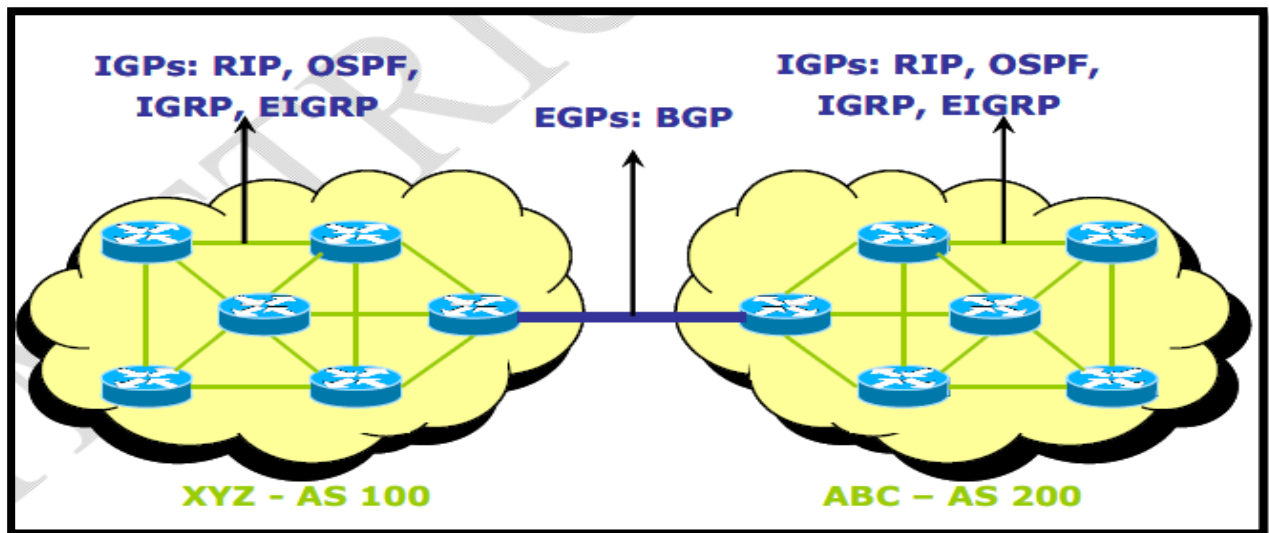 IGPs: RIP, OSPF,
IGRP, EIGRP
EGPs: BGP
IGPs: RIP, OSPF,
IGRP, EIGRP
XYZ - AS 100
ABC – AS 200